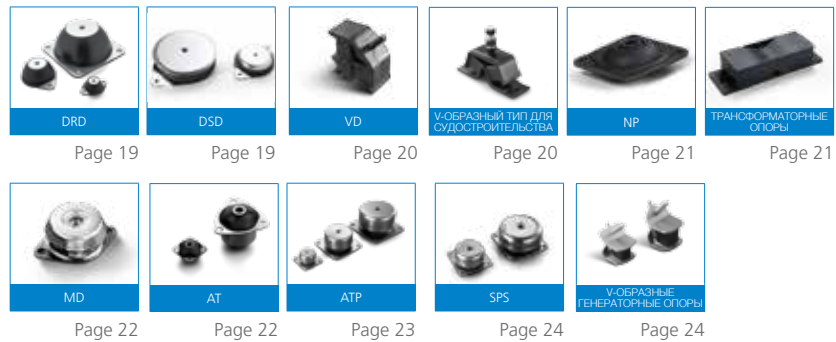 DRD
DSD
VD
V-ОБРАЗНЫЙ ТИП ДЛЯ
СУДОСТРОИТЕЛЬСТВА
NP
ТРАНСФОРМАТОРНЫЕ
ОПОРЫ
Page 19
Page 19
Page 20
Page 20
Page 21
Page 21
MD
AT
ATP
SPS
V-ОБРАЗНЫЕ
ГЕНЕРАТОРНЫЕ ОПОРЫ
Page 22
Page 22
Page 23
Page 24
Page 24